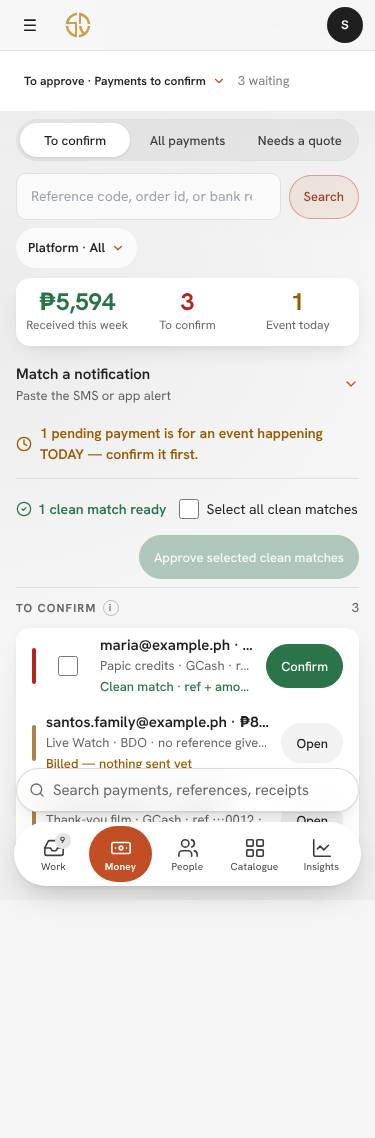 ☰
S
To approve · Payments to confirm
3 waiting
To confirm
All payments
Needs a quote
Reference code, order id, or bank re
Search
Platform · All
₱5,594
Received this week
3
To confirm
1
Event today
Match a notification
Paste the SMS or app alert
1 pending payment is for an event happening
TODAY — confirm it first.
1 clean match ready
Select all clean matches
Approve selected clean matches
TO CONFIRM
i
3
maria@example.ph · ...
Papic credits · GCash · r...
Clean match · ref + amo...
Confirm
santos.family@example.ph · ₱8...
Live Watch · BDO · no reference give...
Billed — nothing sent yet
Open
Search payments, references, receipts
Thank-you film · GCash · ref ···0012 ·
Open
9
Work
Money
People
Catalogue
Insights